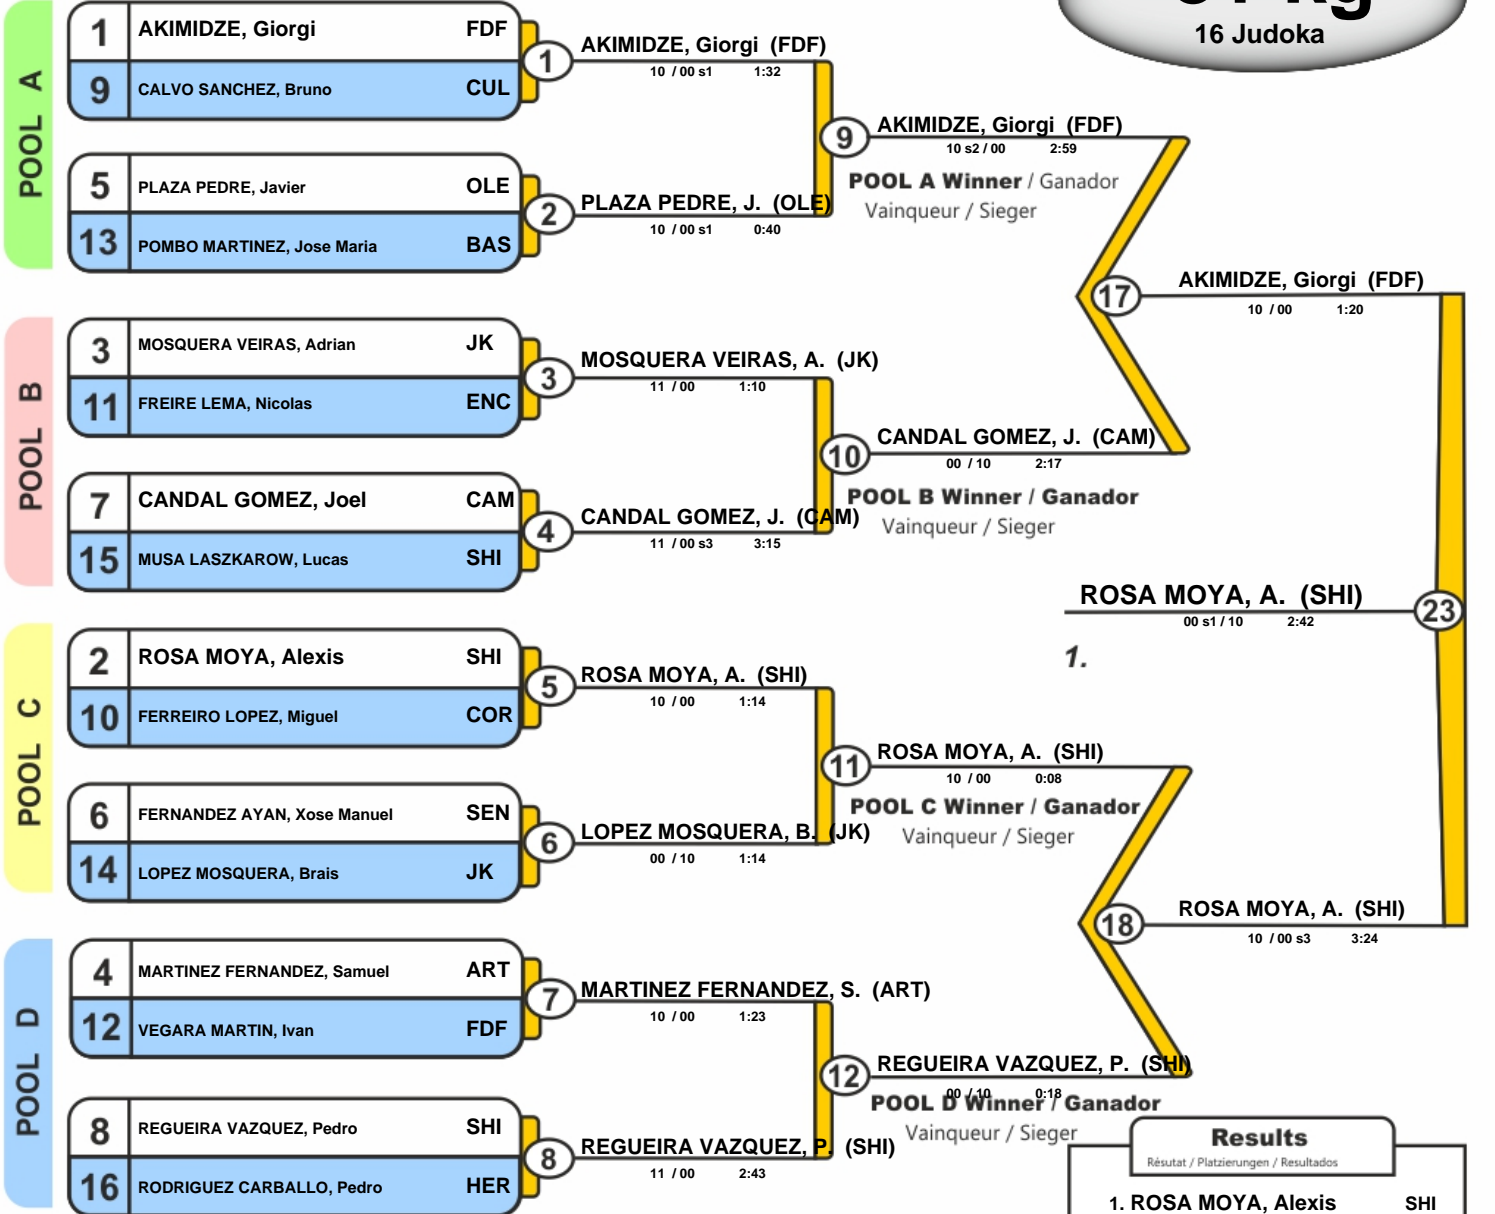 16 Judoka
POOL A
1 AKIMIDZE, Giorgi FDF
9 CALVO SANCHEZ, Bruno CUL
5 PLAZA PEDRE, Javier OLE
13 POMBO MARTINEZ, Jose Maria BAS
POOL B
3 MOSQUERA VEIRAS, Adrian JK
11 FREIRE LEMA, Nicolas ENC
7 CANDAL GOMEZ, Joel CAM
15 MUSA LASZKAROW, Lucas SHI
POOL C
2 ROSA MOYA, Alexis SHI
10 FERREIRO LOPEZ, Miguel COR
6 FERNANDEZ AYAN, Xose Manuel SEN
14 LOPEZ MOSQUERA, Brais JK
POOL D
4 MARTINEZ FERNANDEZ, Samuel ART
12 VEGARA MARTIN, Ivan FDF
8 REGUEIRA VAZQUEZ, Pedro SHI
16 RODRIGUEZ CARBALLO, Pedro HER
1 AKIMIDZE, Giorgi (FDF)
10 / 00 s1 1:32
2 PLAZA PEDRE, J. (OLE)
10 / 00 s1 0:40
3 MOSQUERA VEIRAS, A. (JK)
11 / 00 1:10
4 CANDAL GOMEZ, J. (CAM)
11 / 00 s3 3:15
5 ROSA MOYA, A. (SHI)
10 / 00 1:14
6 LOPEZ MOSQUERA, B. (JK)
00 / 10 1:14
7 MARTINEZ FERNANDEZ, S. (ART)
10 / 00 1:23
8 REGUEIRA VAZQUEZ, P. (SHI)
11 / 00 2:43
9 AKIMIDZE, Giorgi (FDF)
10 s2 / 00 2:59
POOL A Winner / Ganador
Vainqueur / Sieger
10 CANDAL GOMEZ, J. (CAM)
00 / 10 2:17
POOL B Winner / Ganador
Vainqueur / Sieger
11 ROSA MOYA, A. (SHI)
10 / 00 0:08
POOL C Winner / Ganador
Vainqueur / Sieger
12 REGUEIRA VAZQUEZ, P. (SHI)
00 / 10 0:18
POOL D Winner / Ganador
Vainqueur / Sieger
17 AKIMIDZE, Giorgi (FDF)
10 / 00 1:20
18 ROSA MOYA, A. (SHI)
10 / 00 s3 3:24
ROSA MOYA, A. (SHI) 23
00 s1 / 10 2:42
1.
Results
Résutat / Platzierungen / Resultados
1. ROSA MOYA, Alexis SHI